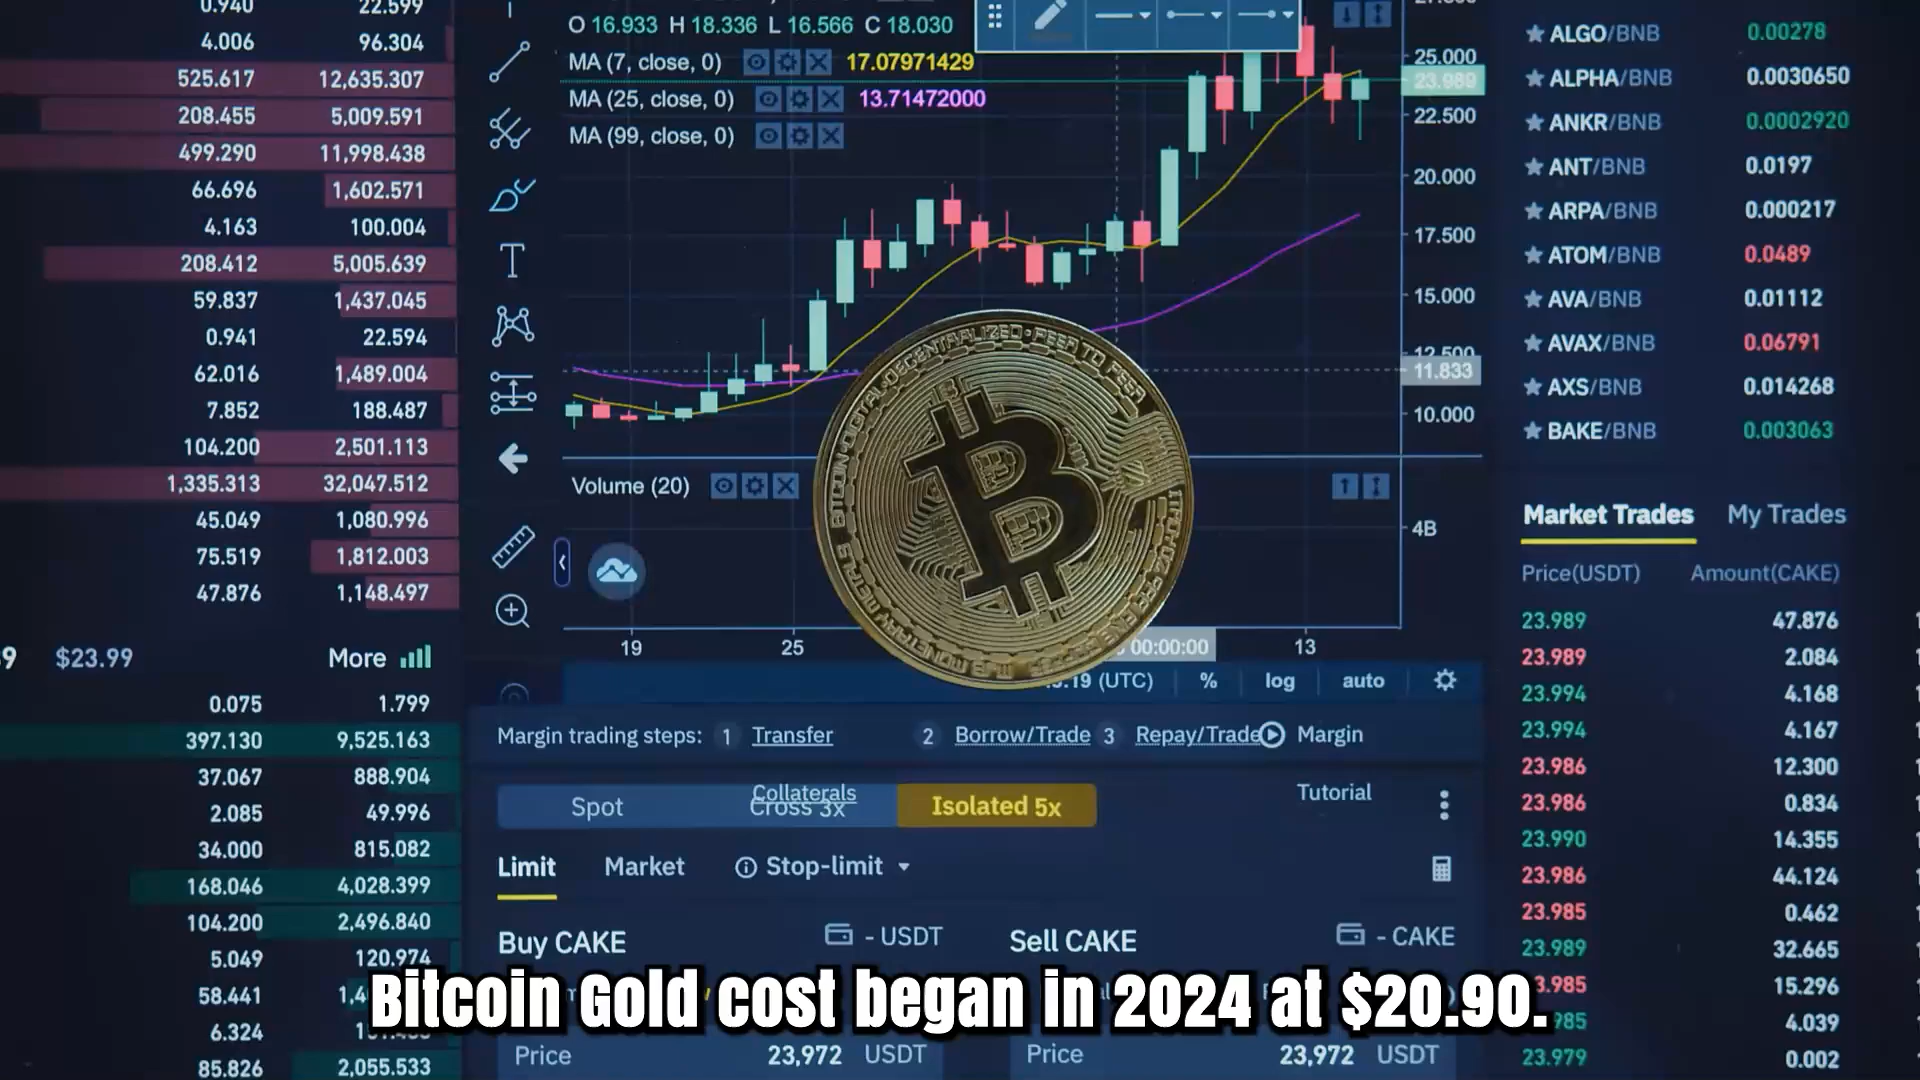 0.940 22.599
4.006 96.304
525.617 12,635.307
208.455 5,009.591
499.290 11,998.438
66.696 1,602.571
4.163 100.004
208.412 5,005.639
59.837 1,437.045
0.941 22.594
62.016 1,489.004
7.852 188.487
104.200 2,501.113
1,335.313 32,047.512
45.049 1,080.996
75.519 1,812.003
47.876 1,148.497
$23.99 More
0.075 1.799
397.130 9,525.163
37.067 888.904
2.085 49.996
34.000 815.082
168.046 4,028.399
104.200 2,496.840
5.049 120.974
58.441
6.324
85.826 2,055.533
O 16.933 H 18.336 L 16.566 C 18.030
MA (7, close, 0) 17.07971429
MA (25, close, 0) 13.71472000
MA (99, close, 0)
25.000
23.989
22.500
20.000
17.500
15.000
12.500
11.833
10.000
Volume (20)
4B
19 25 00:00:00 13
(UTC) % log auto
BITCOIN·DIGITAL·DECENTRALIZED·PEER TO PEER
Margin trading steps: 1 Transfer 2 Borrow/Trade 3 Repay/Trade Margin
Collaterals Tutorial
Spot Cross 3x Isolated 5x
Limit Market Stop-limit
Buy CAKE - USDT Sell CAKE - CAKE
Bitcoin Gold cost began in 2024 at $20.90.
Price 23,972 USDT Price 23,972 USDT
ALGO/BNB 0.00278
ALPHA/BNB 0.0030650
ANKR/BNB 0.0002920
ANT/BNB 0.0197
ARPA/BNB 0.000217
ATOM/BNB 0.0489
AVA/BNB 0.01112
AVAX/BNB 0.06791
AXS/BNB 0.014268
BAKE/BNB 0.003063
Market Trades My Trades
Price(USDT) Amount(CAKE)
23.989 47.876
23.989 2.084
23.994 4.168
23.994 4.167
23.986 12.300
23.986 0.834
23.990 14.355
23.986 44.124
23.985 0.462
23.989 32.665
15.296
4.039
23.979 0.002